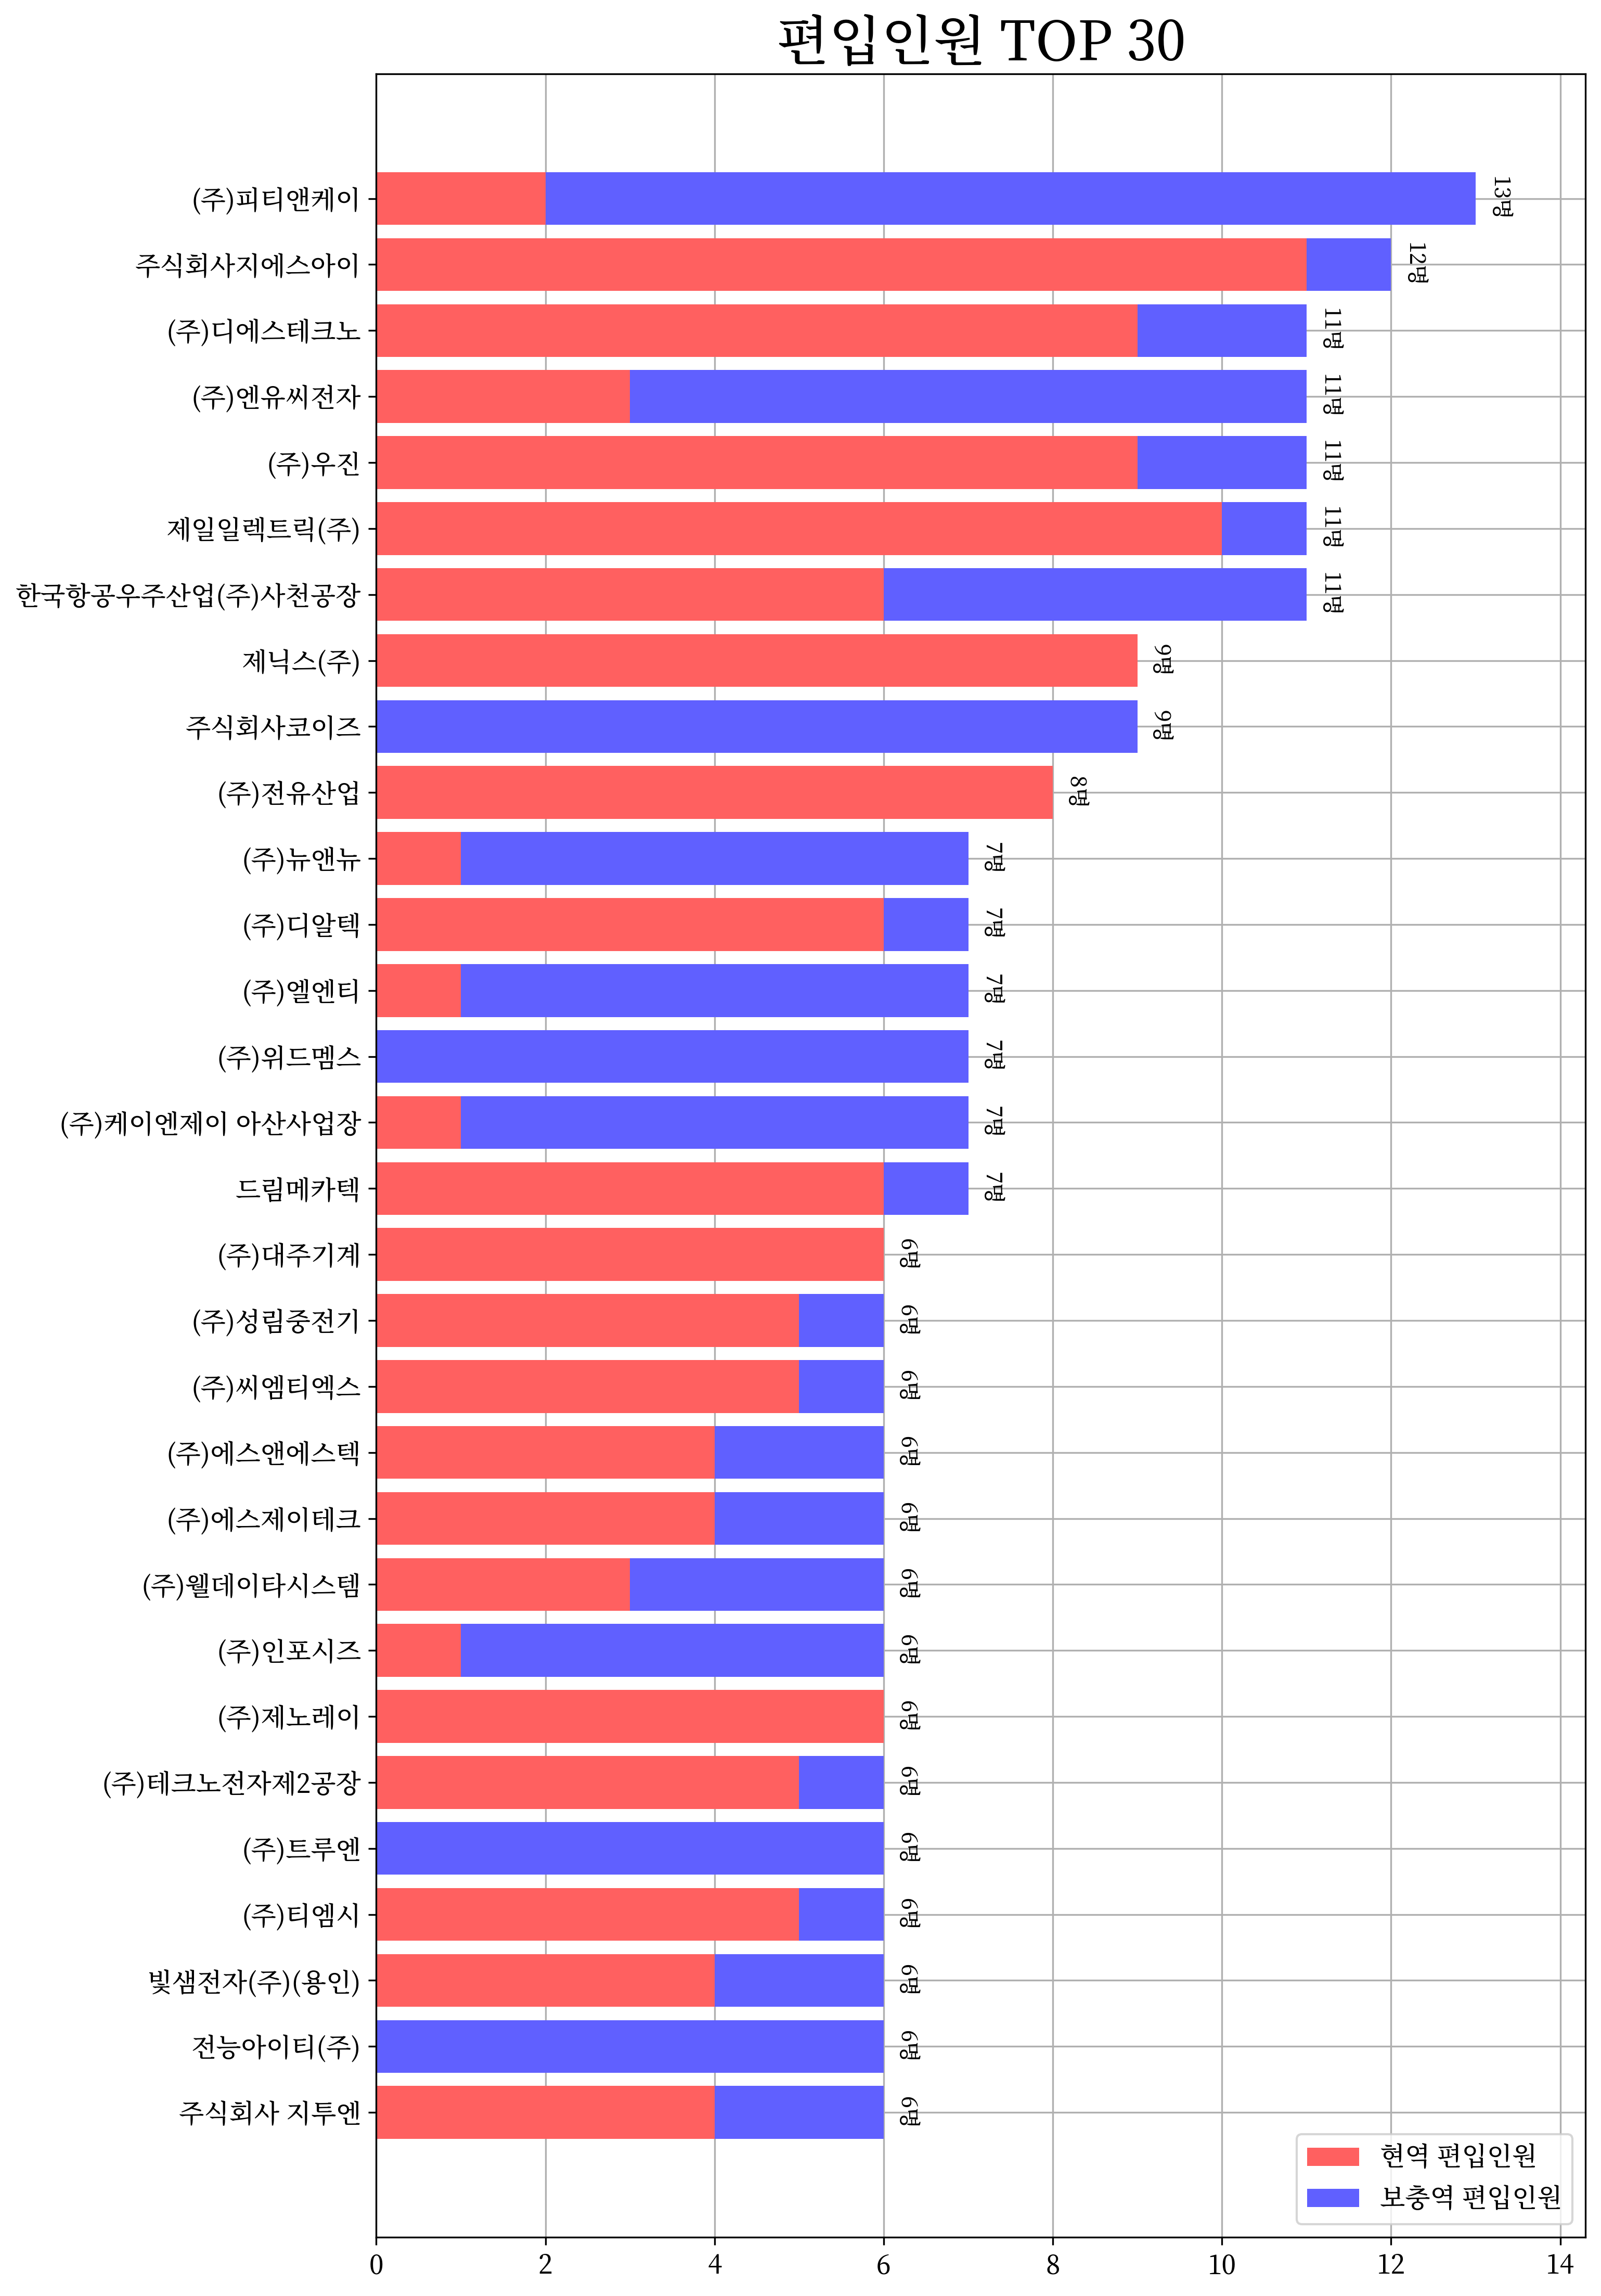 편입인원 TOP 30
(주)피티앤케이 13명
주식회사지에스아이 12명
(주)디에스테크노 11명
(주)엔유씨전자 11명
(주)우진 11명
제일일렉트릭(주) 11명
한국항공우주산업(주)사천공장 11명
제닉스(주) 9명
주식회사코이즈 9명
(주)전유산업 8명
(주)뉴앤뉴 7명
(주)디알텍 7명
(주)엘엔티 7명
(주)위드멤스 7명
(주)케이엔제이 아산사업장 7명
드림메카텍 7명
(주)대주기계 6명
(주)성림중전기 6명
(주)씨엠티엑스 6명
(주)에스앤에스텍 6명
(주)에스제이테크 6명
(주)웰데이타시스템 6명
(주)인포시즈 6명
(주)제노레이 6명
(주)테크노전자제2공장 6명
(주)트루엔 6명
(주)티엠시 6명
빛샘전자(주)(용인) 6명
전능아이티(주) 6명
주식회사 지투엔 6명
현역 편입인원
보충역 편입인원
0 2 4 6 8 10 12 14